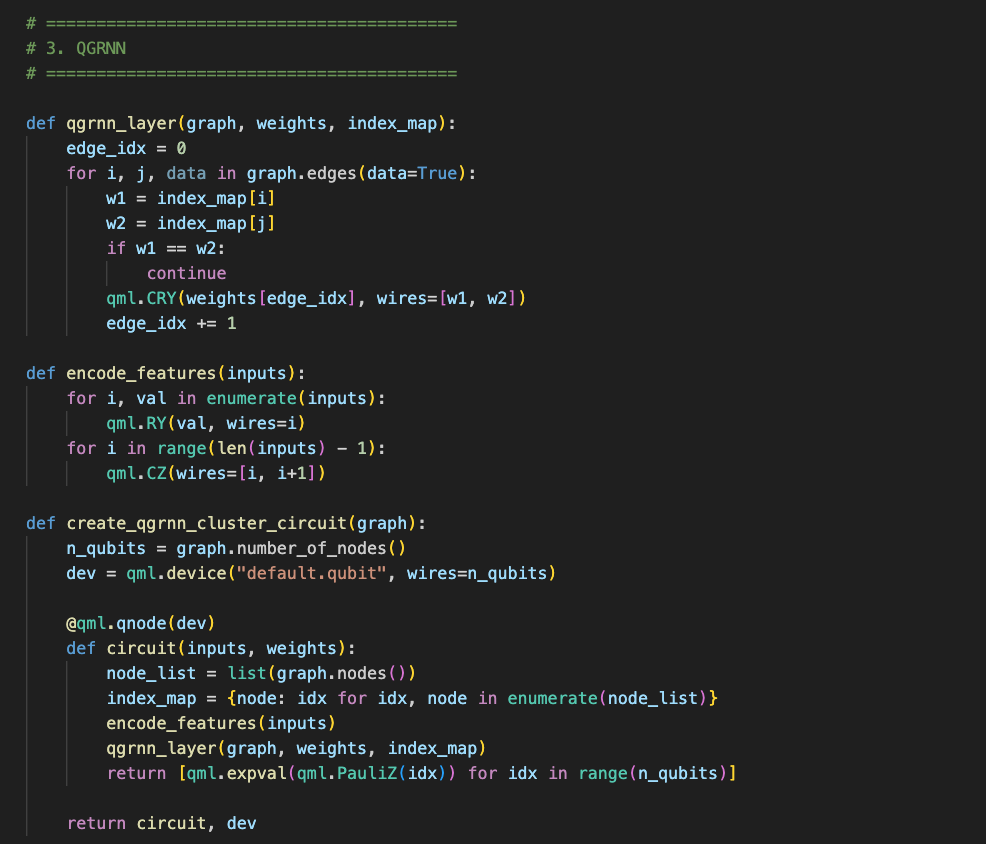 # =========================================
# 3. QGRNN
# =========================================
def qgrnn_layer(graph, weights, index_map):
    edge_idx = 0
    for i, j, data in graph.edges(data=True):
        w1 = index_map[i]
        w2 = index_map[j]
        if w1 == w2:
            continue
        qml.CRY(weights[edge_idx], wires=[w1, w2])
        edge_idx += 1
def encode_features(inputs):
    for i, val in enumerate(inputs):
        qml.RY(val, wires=i)
    for i in range(len(inputs) - 1):
        qml.CZ(wires=[i, i+1])
def create_qgrnn_cluster_circuit(graph):
    n_qubits = graph.number_of_nodes()
    dev = qml.device("default.qubit", wires=n_qubits)
    @qml.qnode(dev)
    def circuit(inputs, weights):
        node_list = list(graph.nodes())
        index_map = {node: idx for idx, node in enumerate(node_list)}
        encode_features(inputs)
        qgrnn_layer(graph, weights, index_map)
        return [qml.expval(qml.PauliZ(idx)) for idx in range(n_qubits)]
    return circuit, dev